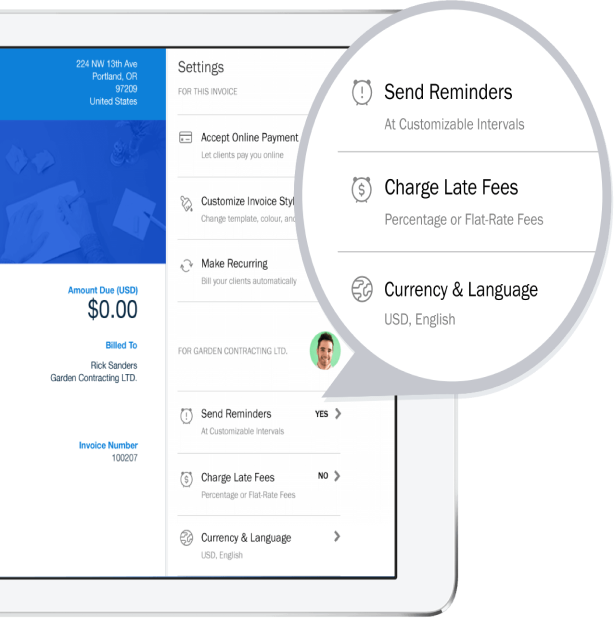 224 NW 13th Ave
Portland, OR
97209
United States
Amount Due (USD)
$0.00
Billed To
Rick Sanders
Garden Contracting LTD.
Invoice Number
100207
Settings
FOR THIS INVOICE
Accept Online Payment
Let clients pay you online
Customize Invoice Styl
Change template, colour, and
Make Recurring
Bill your clients automatically
FOR GARDEN CONTRACTING LTD.
Send Reminders
YES
At Customizable Intervals
Charge Late Fees
NO
Percentage or Flat-Rate Fees
Currency & Language
USD, English
Send Reminders
At Customizable Intervals
Charge Late Fees
Percentage or Flat-Rate Fees
Currency & Language
USD, English